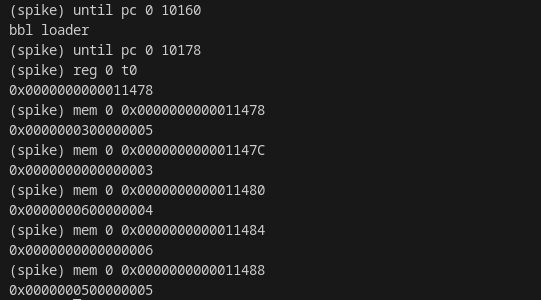 (spike) until pc 0 10160
bbl loader
(spike) until pc 0 10178
(spike) reg 0 t0
0x0000000000011478
(spike) mem 0 0x0000000000011478
0x0000000300000005
(spike) mem 0 0x000000000001147C
0x0000000000000003
(spike) mem 0 0x0000000000011480
0x0000000600000004
(spike) mem 0 0x0000000000011484
0x0000000000000006
(spike) mem 0 0x0000000000011488
0x0000000500000005